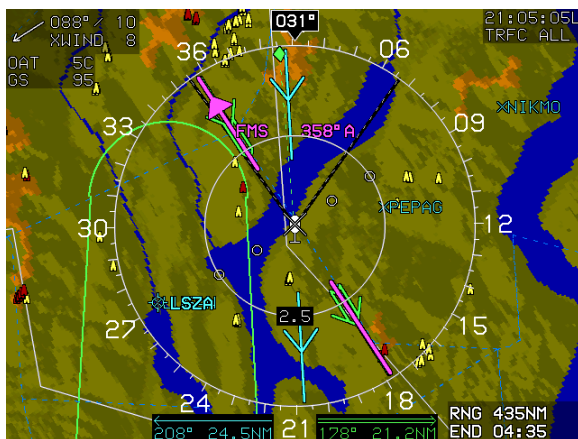 088°/ 10
XWIND 8
OAT 5C
GS 95
031°
21:05:05L
TRFC ALL
36
06
33
09
30
12
27
15
24
21
18
FMS 358°A
NIKMO
PEPAG
LSZA
2.5
RNG 435NM
END 04:35
208° 24.5NM
178° 21.2NM